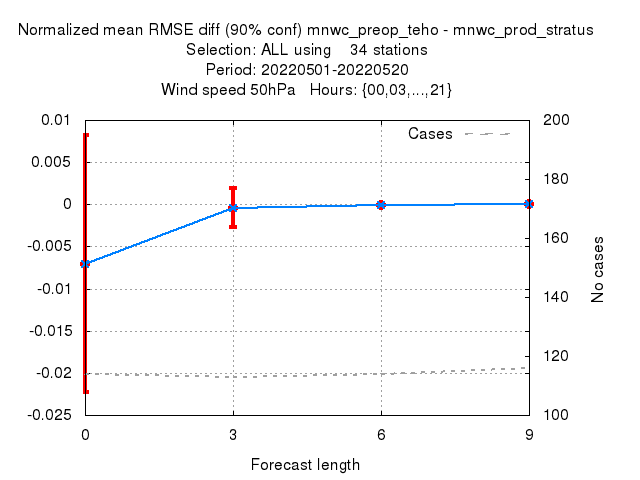 Normalized mean RMSE diff (90% conf) mnwc_preop_teho - mnwc_prod_stratus
Selection: ALL using    34 stations
Period: 20220501-20220520
Wind speed 50hPa   Hours: {00,03,...,21}
0.01
0.005
0
-0.005
-0.01
-0.015
-0.02
-0.025
Cases
200
180
160
140
120
100
No cases
0 3 6 9
Forecast length